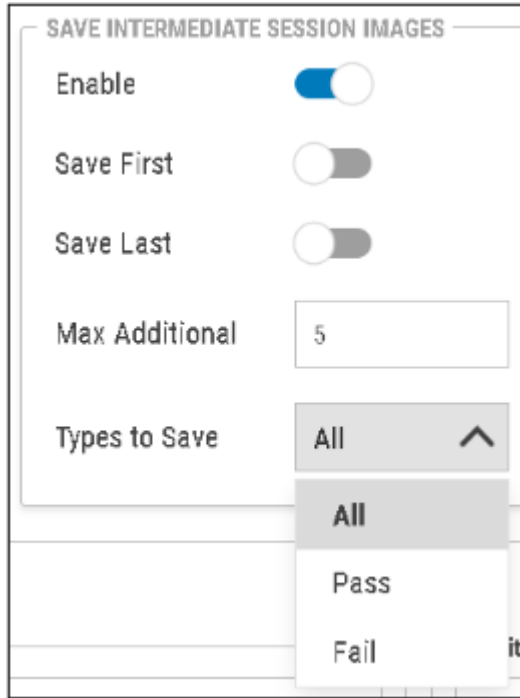 SAVE INTERMEDIATE SESSION IMAGES
Enable
Save First
Save Last
Max Additional 5
Types to Save All
All
Pass
Fail
it